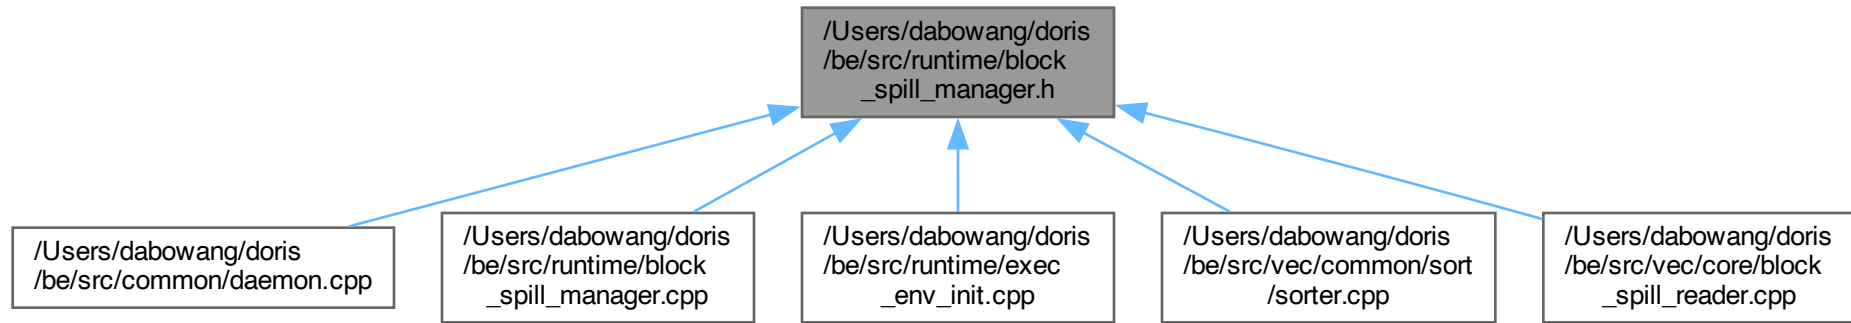 /Users/dabowang/doris
/be/src/runtime/block
_spill_manager.h
/Users/dabowang/doris
/be/src/common/daemon.cpp
/Users/dabowang/doris
/be/src/runtime/block
_spill_manager.cpp
/Users/dabowang/doris
/be/src/runtime/exec
_env_init.cpp
/Users/dabowang/doris
/be/src/vec/common/sort
/sorter.cpp
/Users/dabowang/doris
/be/src/vec/core/block
_spill_reader.cpp